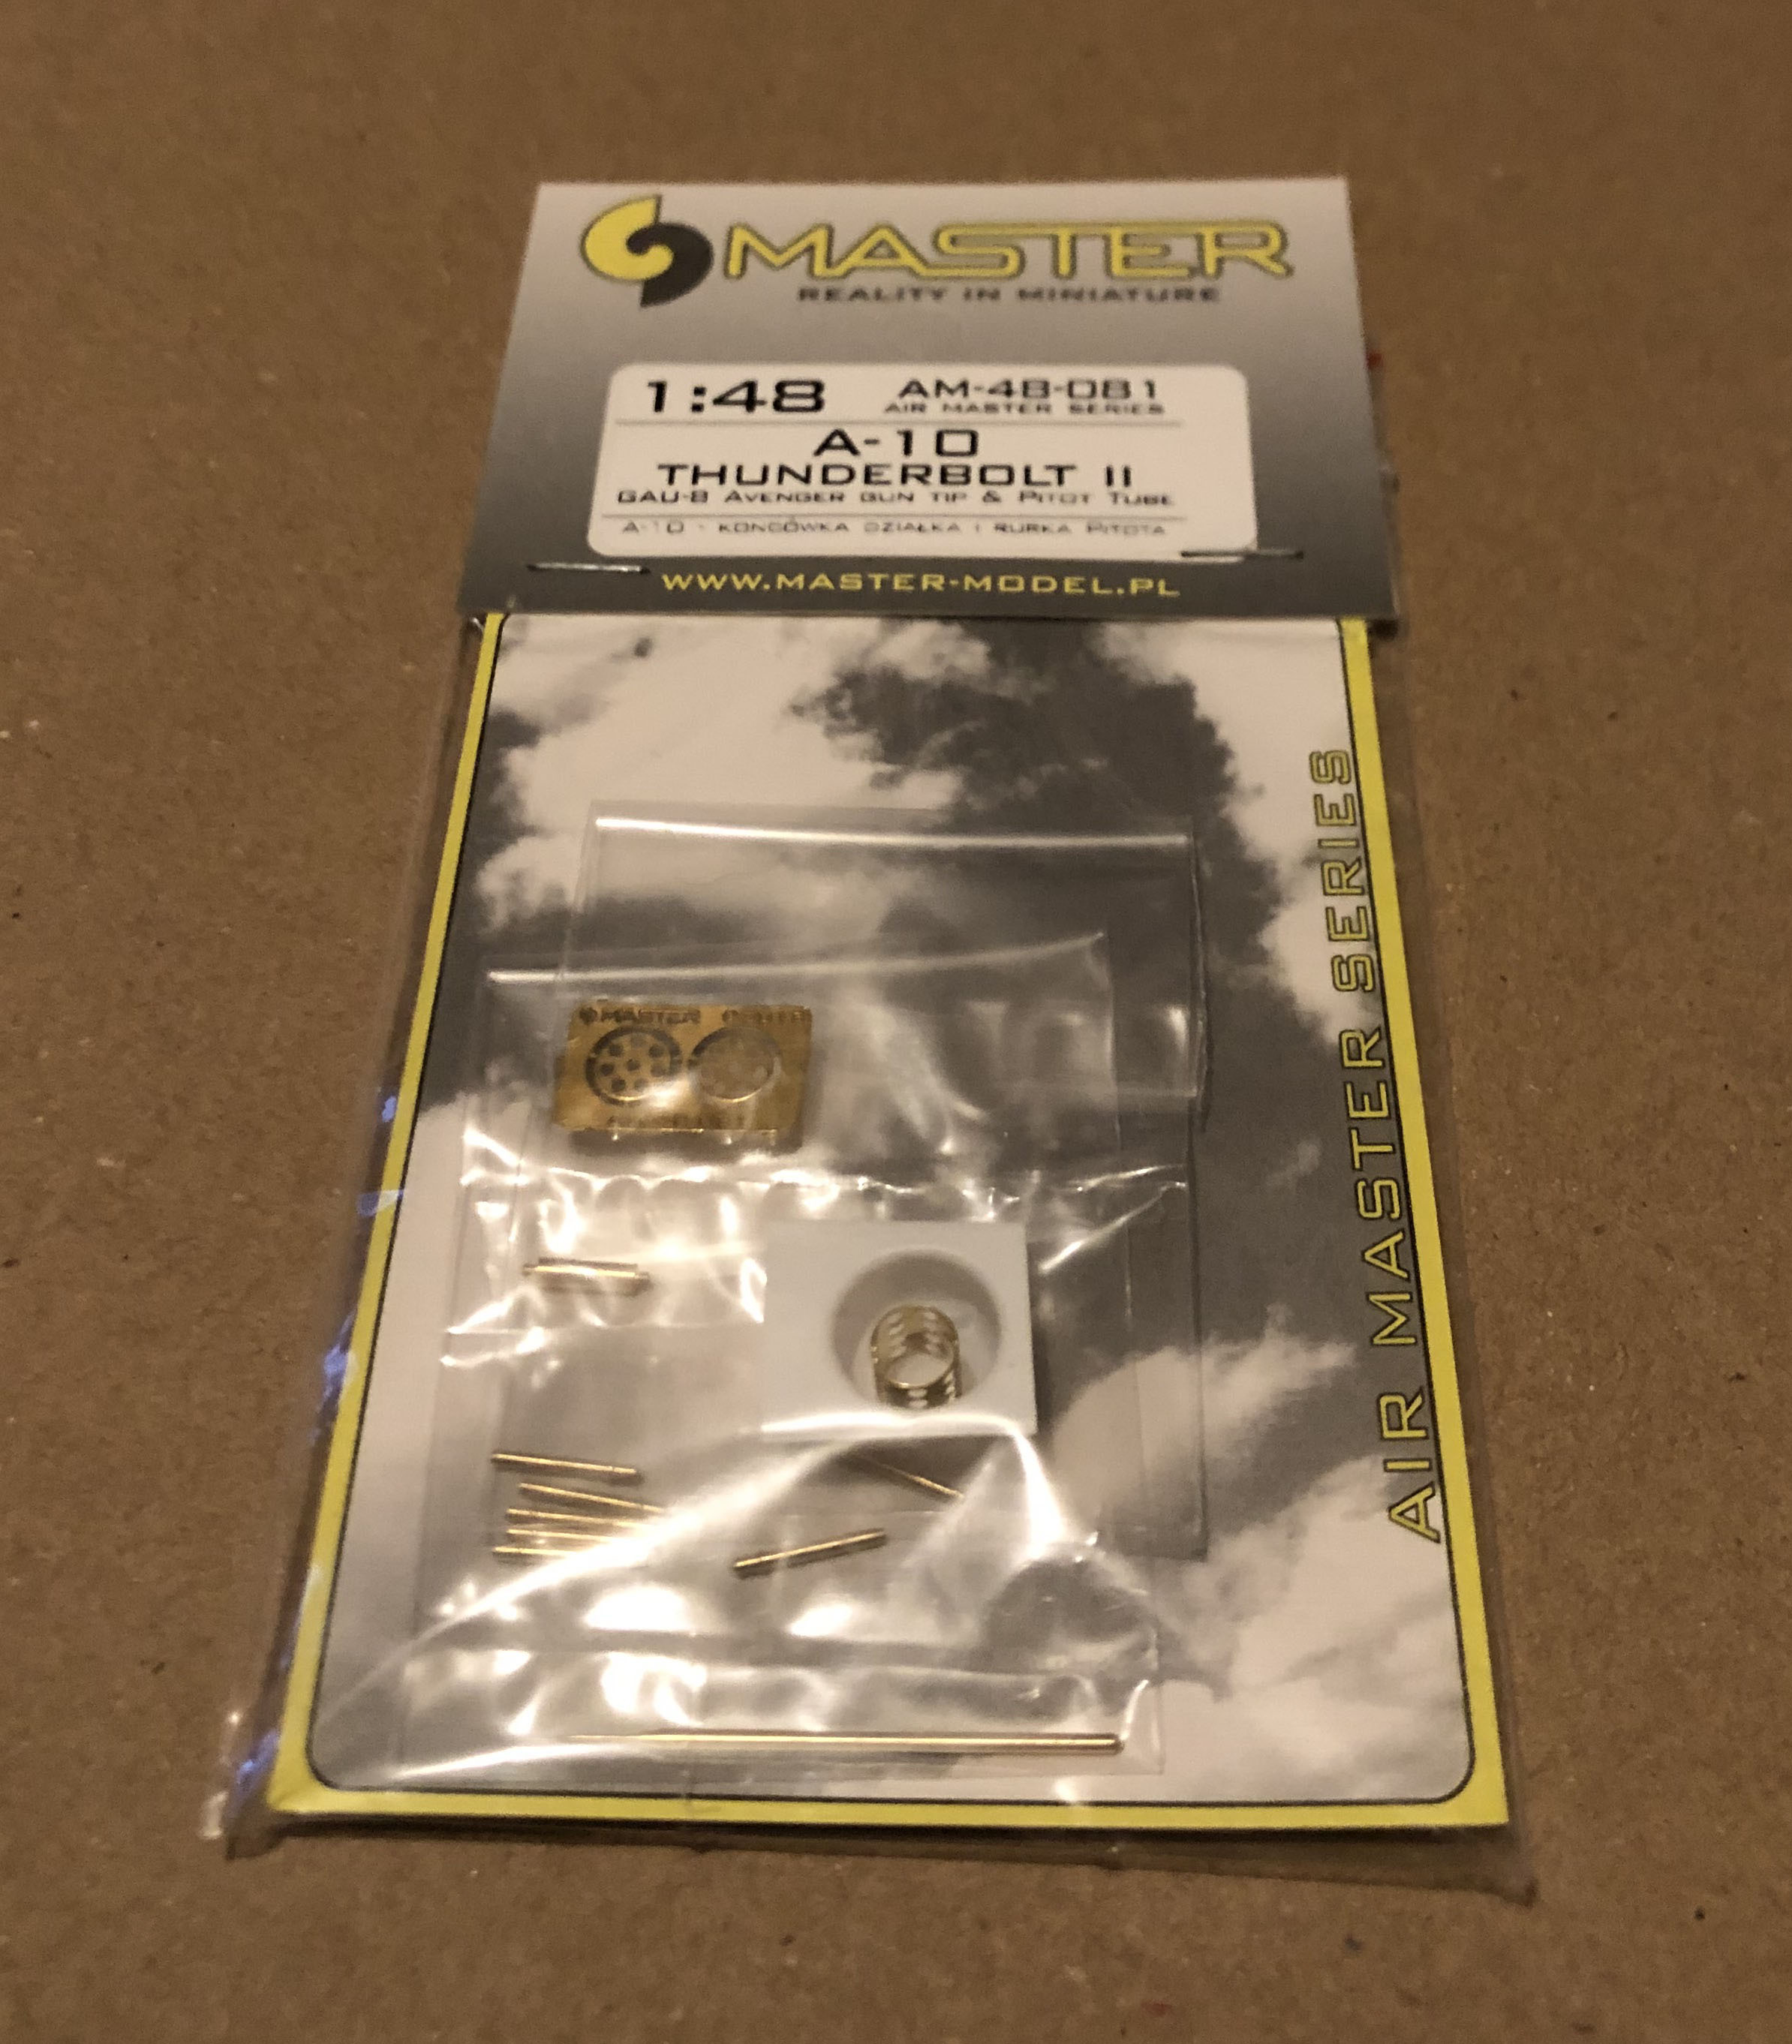 MASTER
REALITY IN MINIATURE
1:48 AM-48-081
AIR MASTER SERIES
A-10
THUNDERBOLT II
GAU-8 AVENGER GUN TIP & PITOT TUBE
A-10 - KOŃCÓWKA DZIAŁKA I RURKA PITOTA
WWW.MASTER-MODEL.PL
AIR MASTER SERIES
MASTER